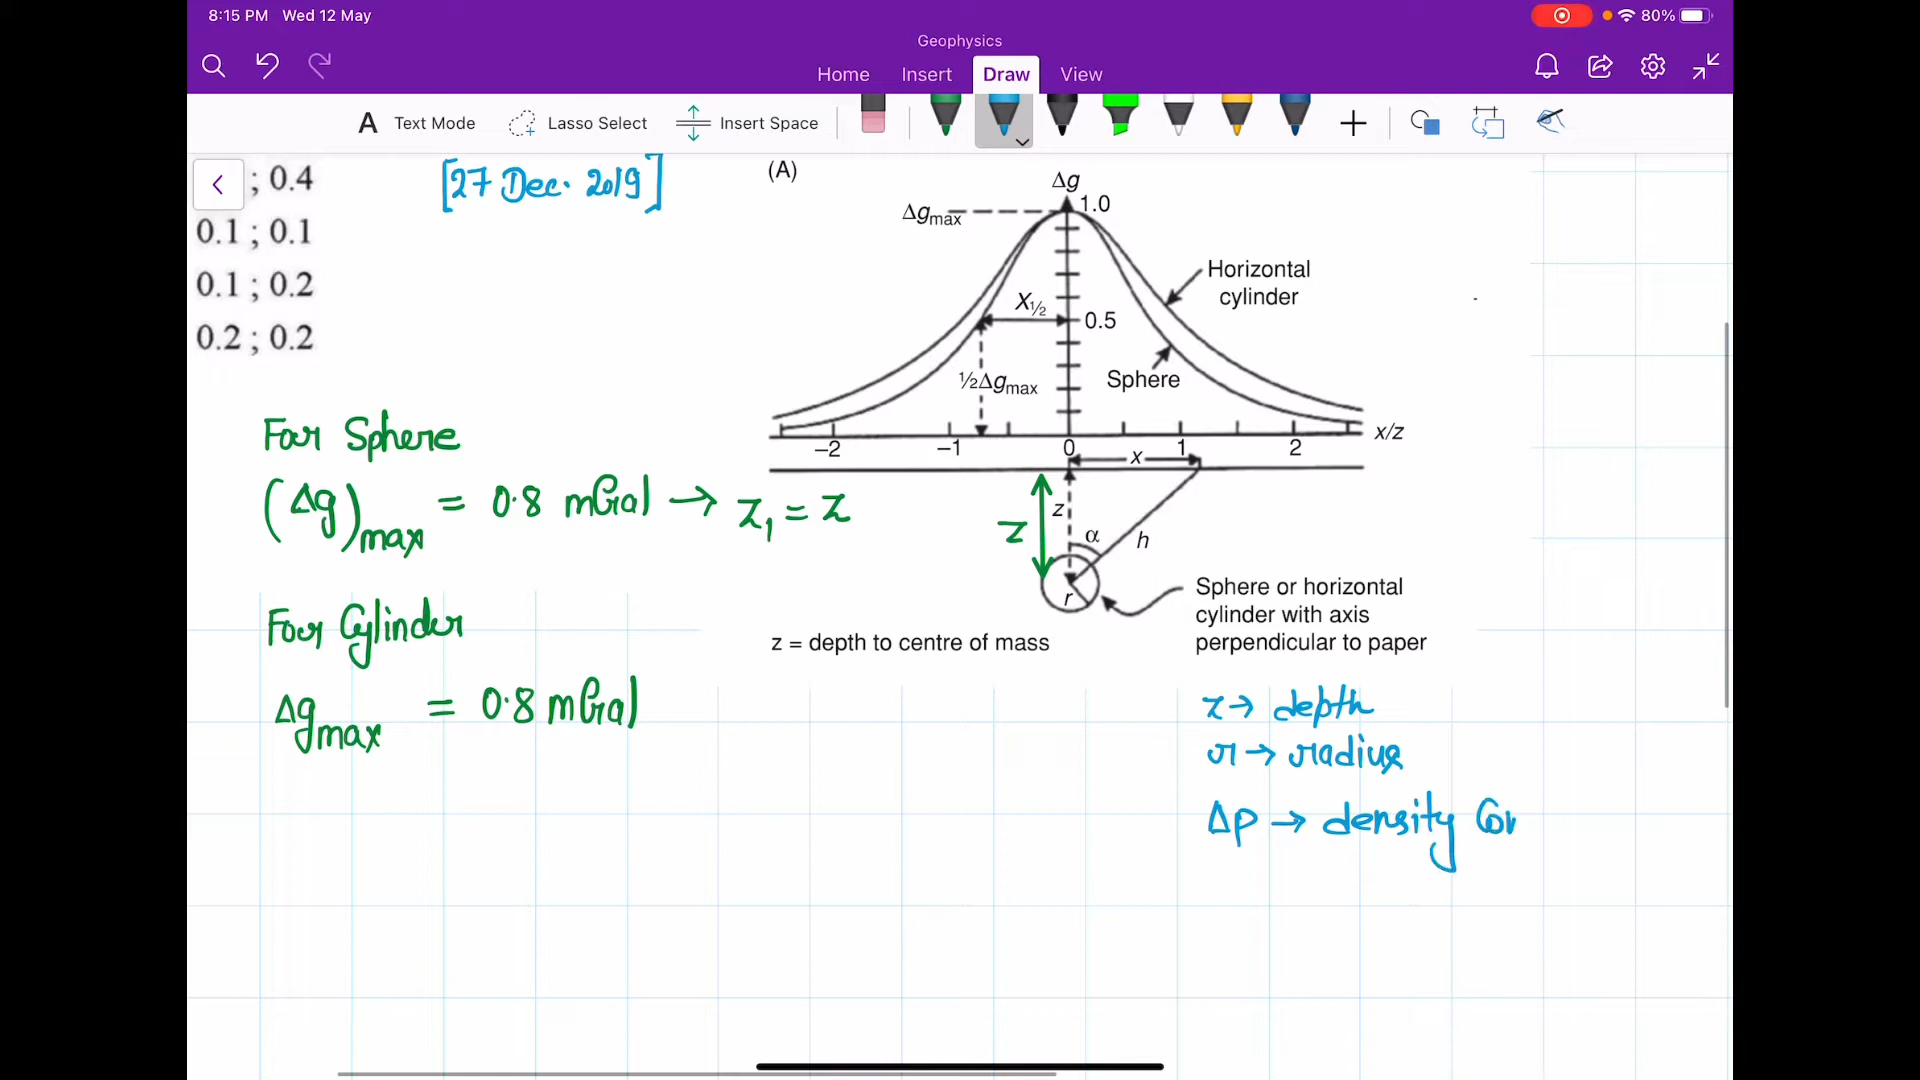 8:15 PM Wed 12 May
80%
Geophysics
Home Insert Draw View
A Text Mode Lasso Select Insert Space
; 0.4
0.1 ; 0.1
0.1 ; 0.2
0.2 ; 0.2
[27 Dec. 2019]
(A)
Δg
Δgmax
1.0
Horizontal
cylinder
X½
0.5
½Δgmax
Sphere
–2 –1 0 1 2 x/z
x
z
z
α
h
r
Sphere or horizontal
cylinder with axis
perpendicular to paper
z = depth to centre of mass
For Sphere
(Δg)max = 0.8 mGal → z₁ = z
For Cylinder
Δgmax = 0.8 mGal
z → depth
r → radius
Δρ → density Con